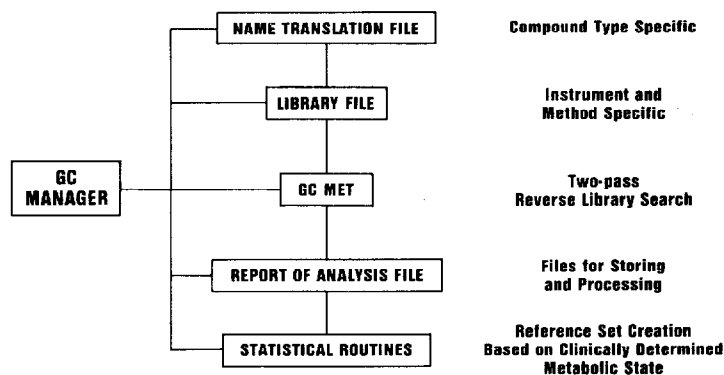 NAME TRANSLATION FILE
Compound Type Specific
LIBRARY FILE
Instrument and
Method Specific
GC
MANAGER
GC MET
Two-pass
Reverse Library Search
REPORT OF ANALYSIS FILE
Files for Storing
and Processing
STATISTICAL ROUTINES
Reference Set Creation
Based on Clinically Determined
Metabolic State